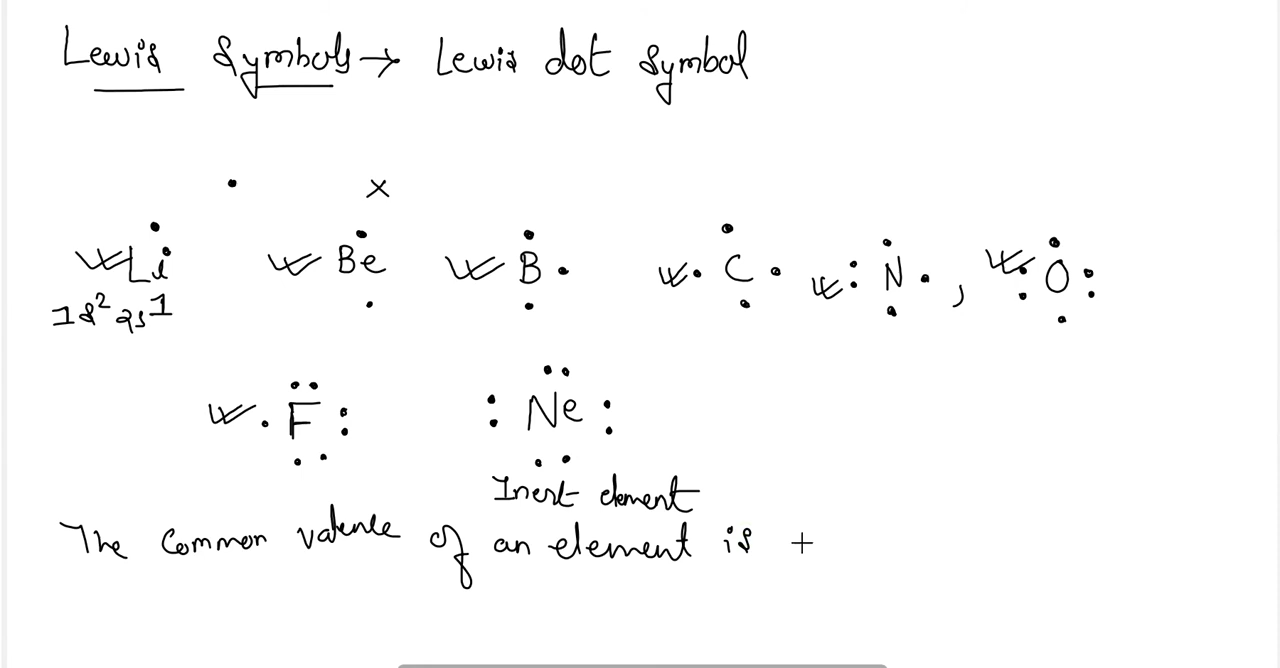 Lewis Symbols → Lewis dot symbol
×
Li Be B C N , O
1s² 2s¹
F Ne
Inert element
The common valence of an element is +